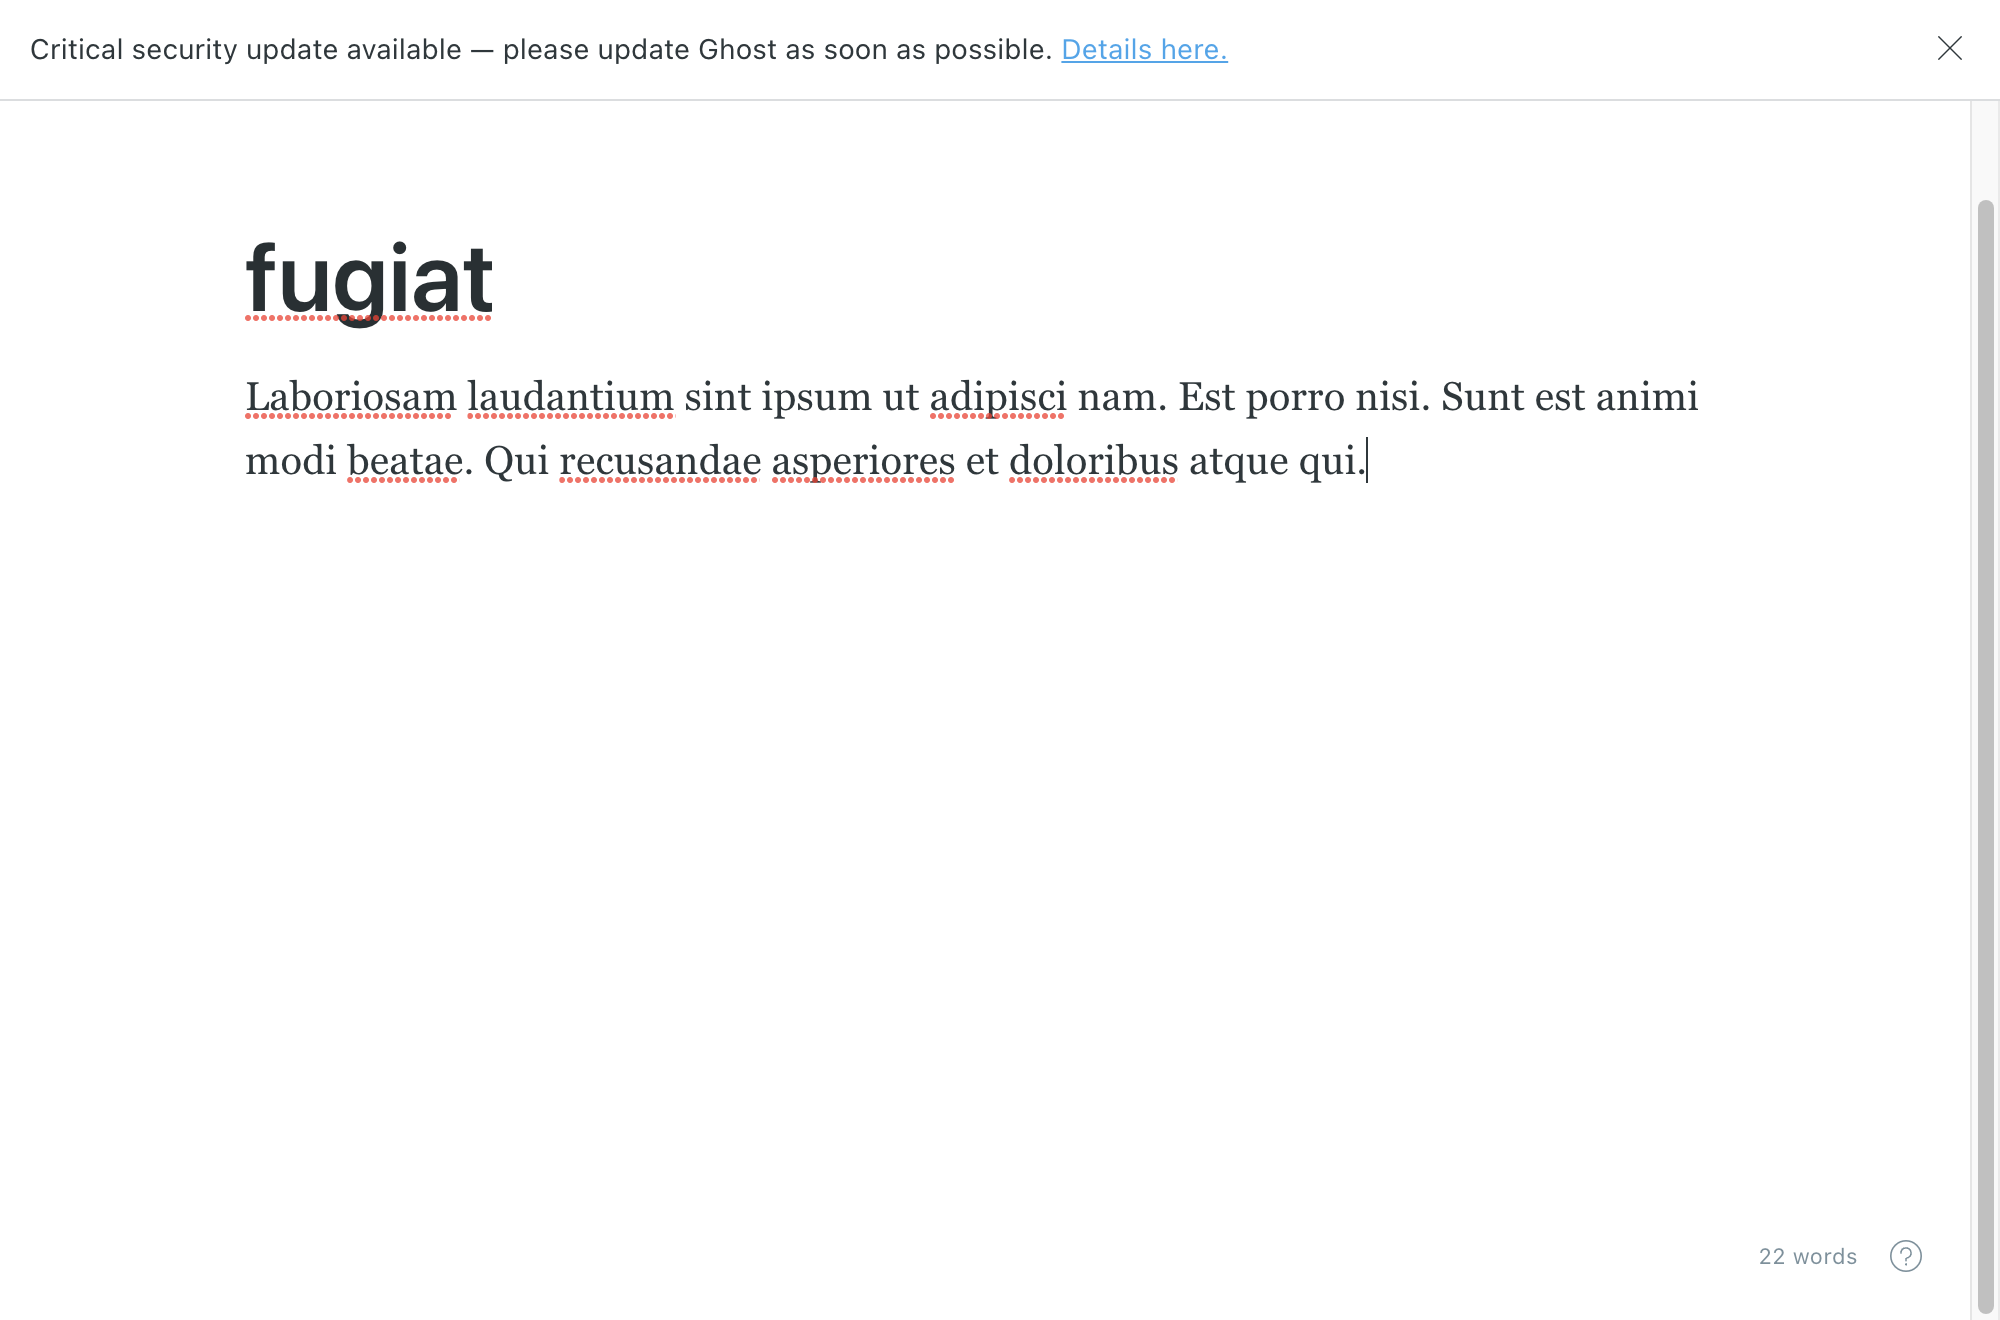 Critical security update available — please update Ghost as soon as possible. Details here.
fugiat
Laboriosam laudantium sint ipsum ut adipisci nam. Est porro nisi. Sunt est animi
modi beatae. Qui recusandae asperiores et doloribus atque qui.
22 words